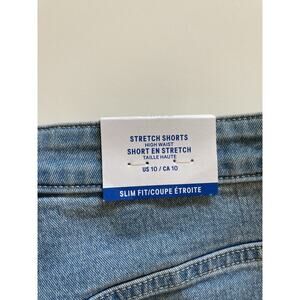 STRETCH SHORTS
HIGH WAIST
SHORT EN STRETCH
TAILLE HAUTE
US 10 / CA 10
SLIM FIT/COUPE ÉTROITE